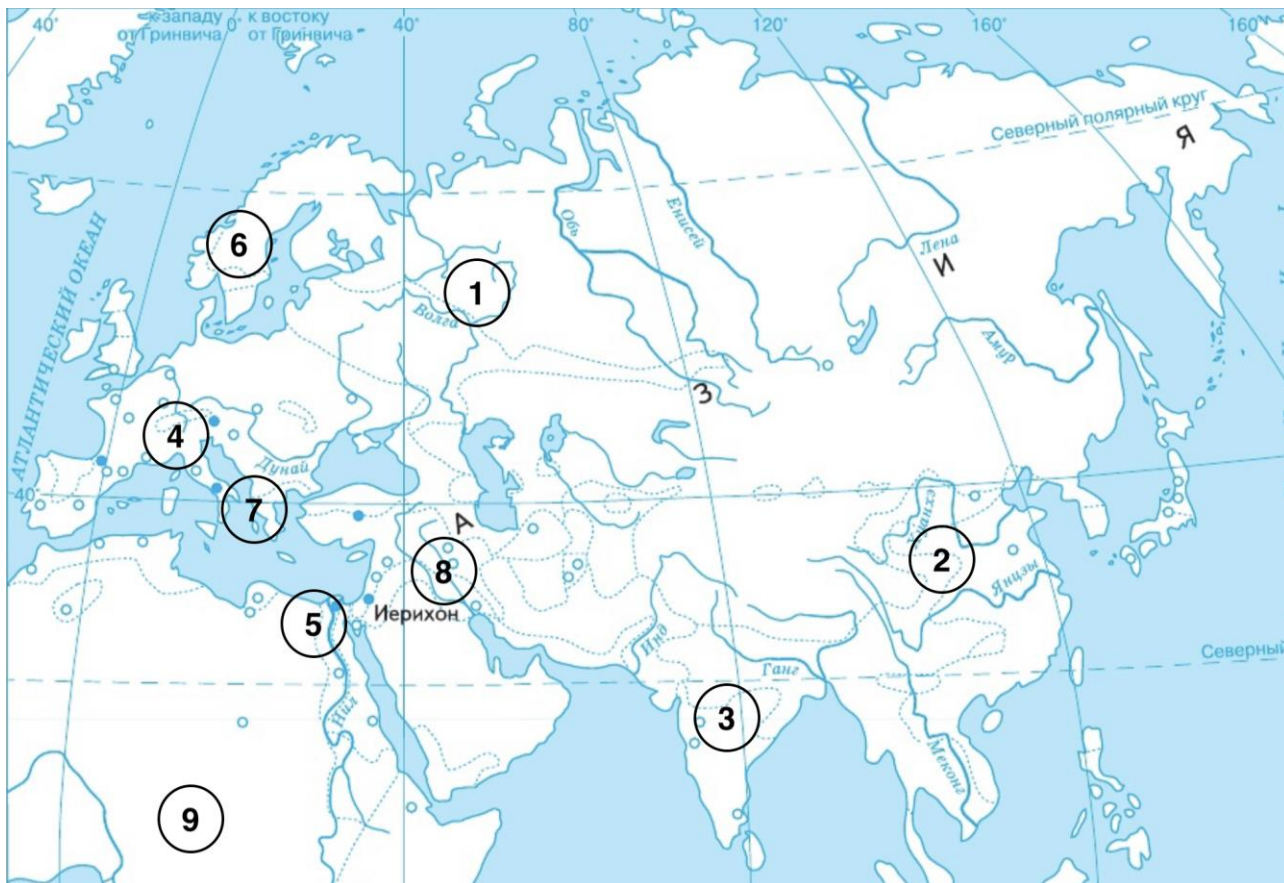 40°
к западу
от Гринвича
0°
к востоку
от Гринвича
40°
80°
120°
160°
160°
Северный полярный круг
Я
АТЛАНТИЧЕСКИЙ ОКЕАН
6
Обь
Енисей
Лена
И
1
Волга
Амур
З
4
Дунай
40
7
А
8
Хуанхэ
2
Янцзы
5
Иерихон
Инд
Ганг
Северный
3
Нил
Меконг
9